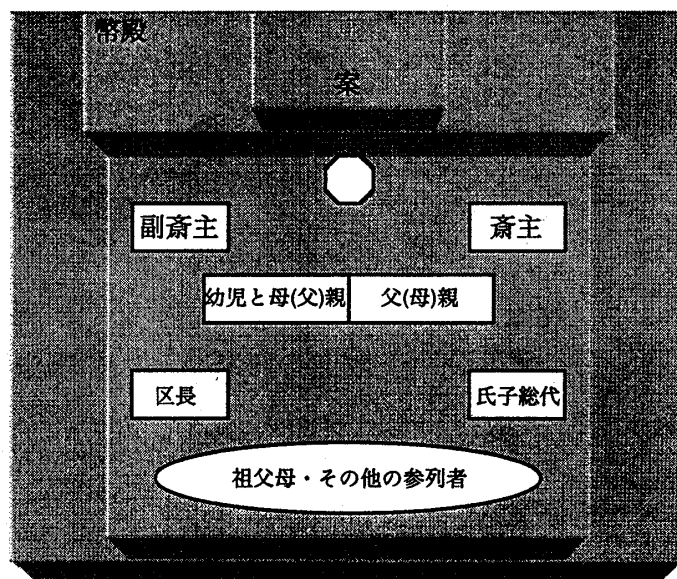 幣殿
案
副斎主
斎主
幼児と母(父)親
父(母)親
区長
氏子総代
祖父母・その他の参列者